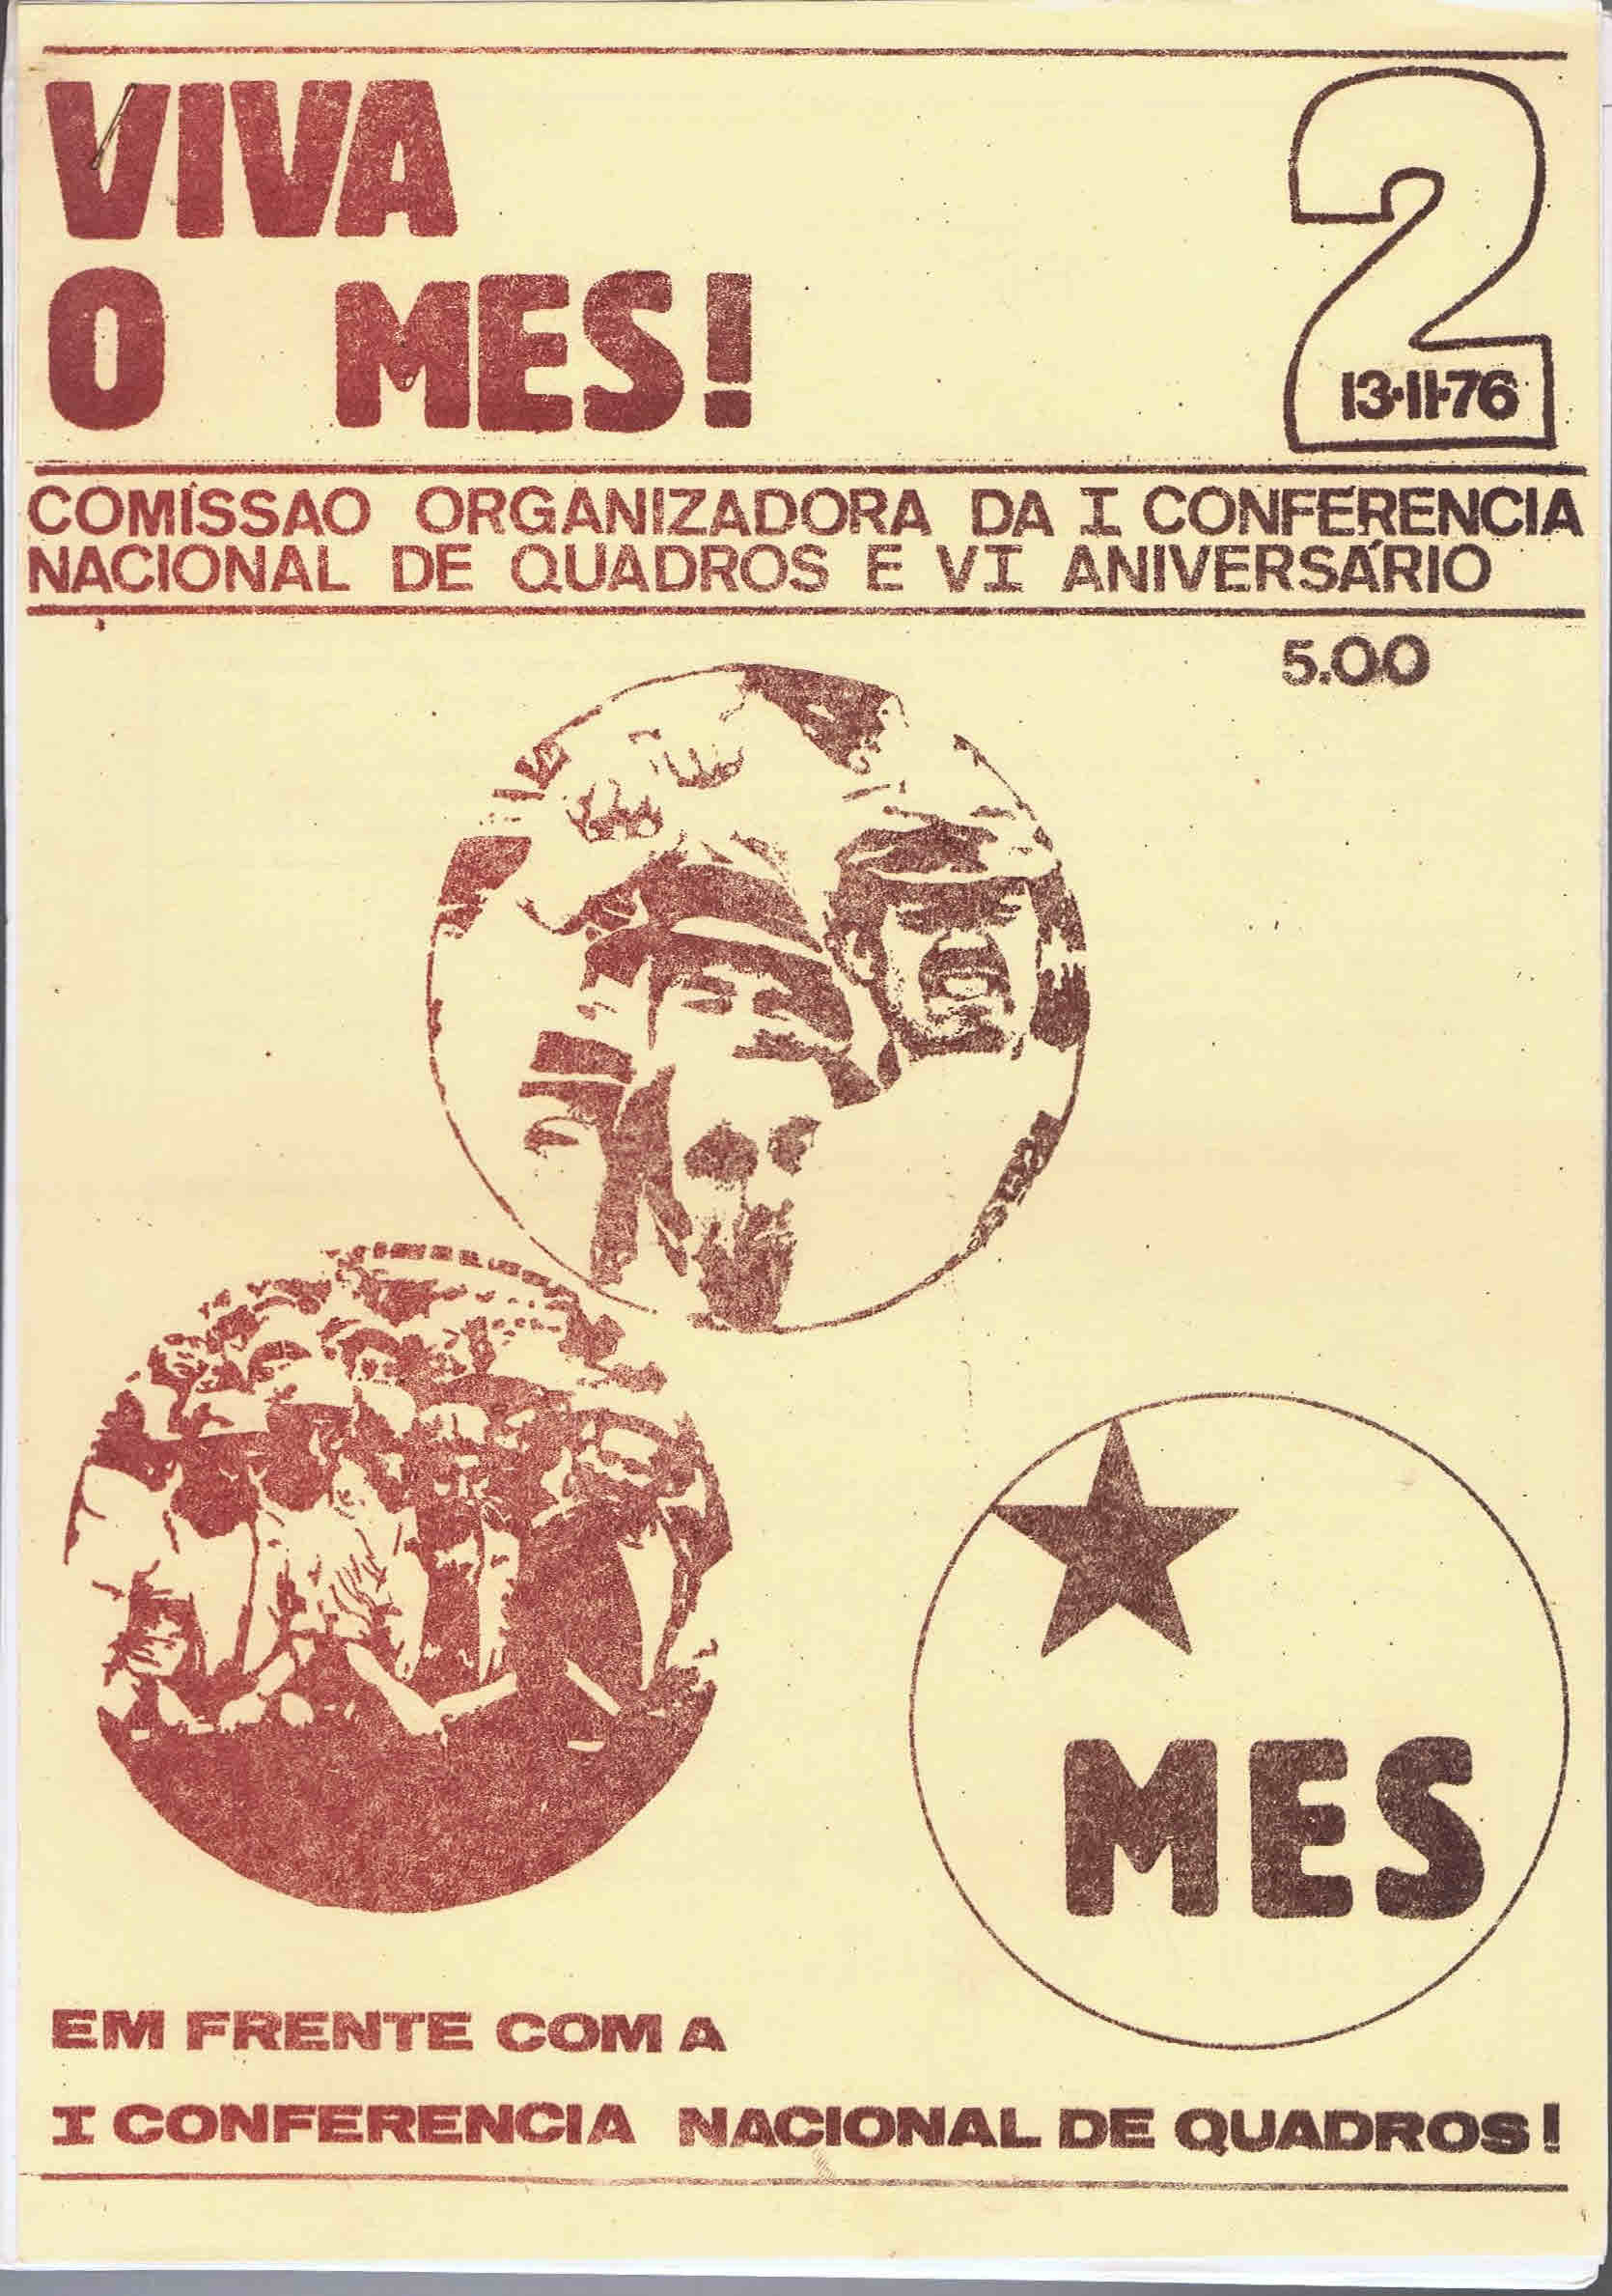 VIVA
O MES!
2
13·11·76
COMISSAO ORGANIZADORA DA I CONFERENCIA
NACIONAL DE QUADROS E VI ANIVERSÁRIO
5.00
MES
EM FRENTE COM A
I CONFERENCIA NACIONAL DE QUADROS!